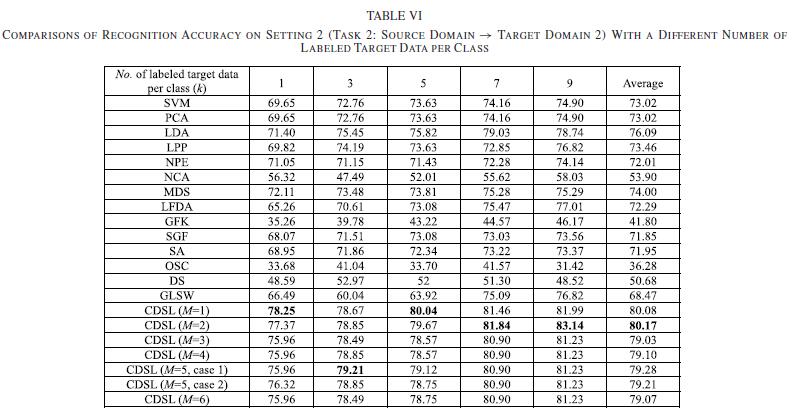 TABLE VI
COMPARISONS OF RECOGNITION ACCURACY ON SETTING 2 (TASK 2: SOURCE DOMAIN → TARGET DOMAIN 2) WITH A DIFFERENT NUMBER OF
LABELED TARGET DATA PER CLASS
No. of labeled target data
per class (k) 1 3 5 7 9 Average
SVM 69.65 72.76 73.63 74.16 74.90 73.02
PCA 69.65 72.76 73.63 74.16 74.90 73.02
LDA 71.40 75.45 75.82 79.03 78.74 76.09
LPP 69.82 74.19 73.63 72.85 76.82 73.46
NPE 71.05 71.15 71.43 72.28 74.14 72.01
NCA 56.32 47.49 52.01 55.62 58.03 53.90
MDS 72.11 73.48 73.81 75.28 75.29 74.00
LFDA 65.26 70.61 73.08 75.47 77.01 72.29
GFK 35.26 39.78 43.22 44.57 46.17 41.80
SGF 68.07 71.51 73.08 73.03 73.56 71.85
SA 68.95 71.86 72.34 73.22 73.37 71.95
OSC 33.68 41.04 33.70 41.57 31.42 36.28
DS 48.59 52.97 52 51.30 48.52 50.68
GLSW 66.49 60.04 63.92 75.09 76.82 68.47
CDSL (M=1) 78.25 78.67 80.04 81.46 81.99 80.08
CDSL (M=2) 77.37 78.85 79.67 81.84 83.14 80.17
CDSL (M=3) 75.96 78.49 78.57 80.90 81.23 79.03
CDSL (M=4) 75.96 78.85 78.57 80.90 81.23 79.10
CDSL (M=5, case 1) 75.96 79.21 79.12 80.90 81.23 79.28
CDSL (M=5, case 2) 76.32 78.85 78.75 80.90 81.23 79.21
CDSL (M=6) 75.96 78.49 78.75 80.90 81.23 79.07